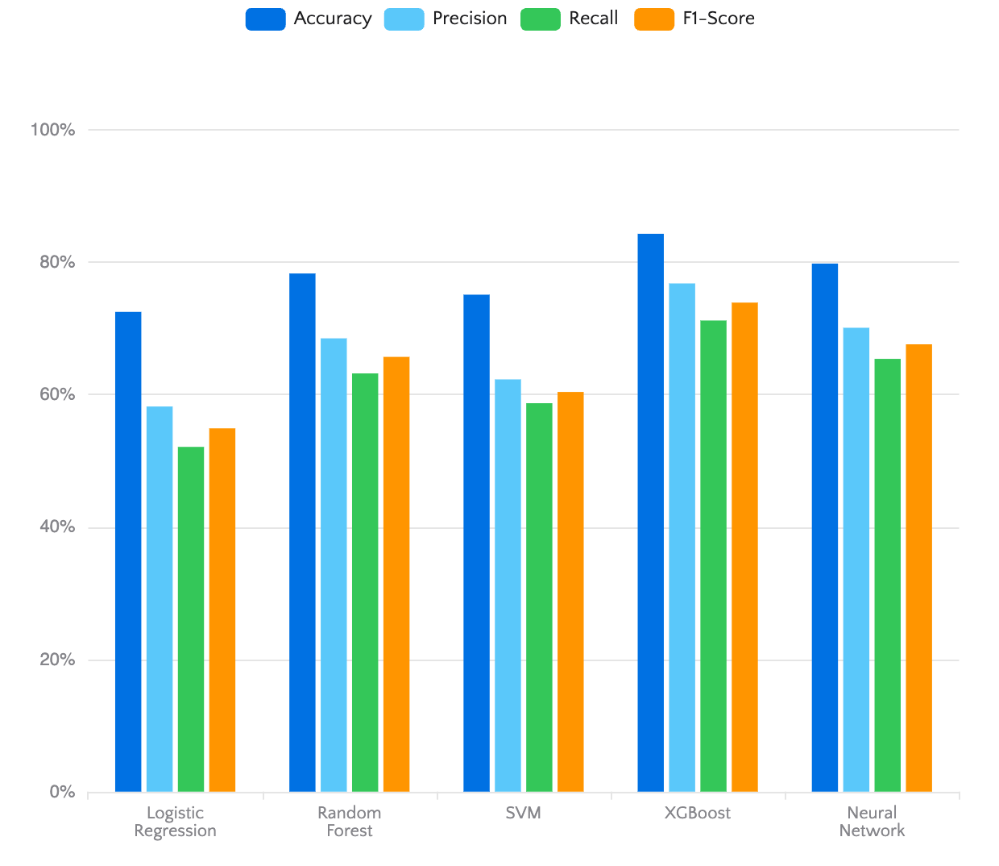 Accuracy Precision Recall F1-Score
100%
80%
60%
40%
20%
0%
Logistic Regression
Random Forest
SVM
XGBoost
Neural Network